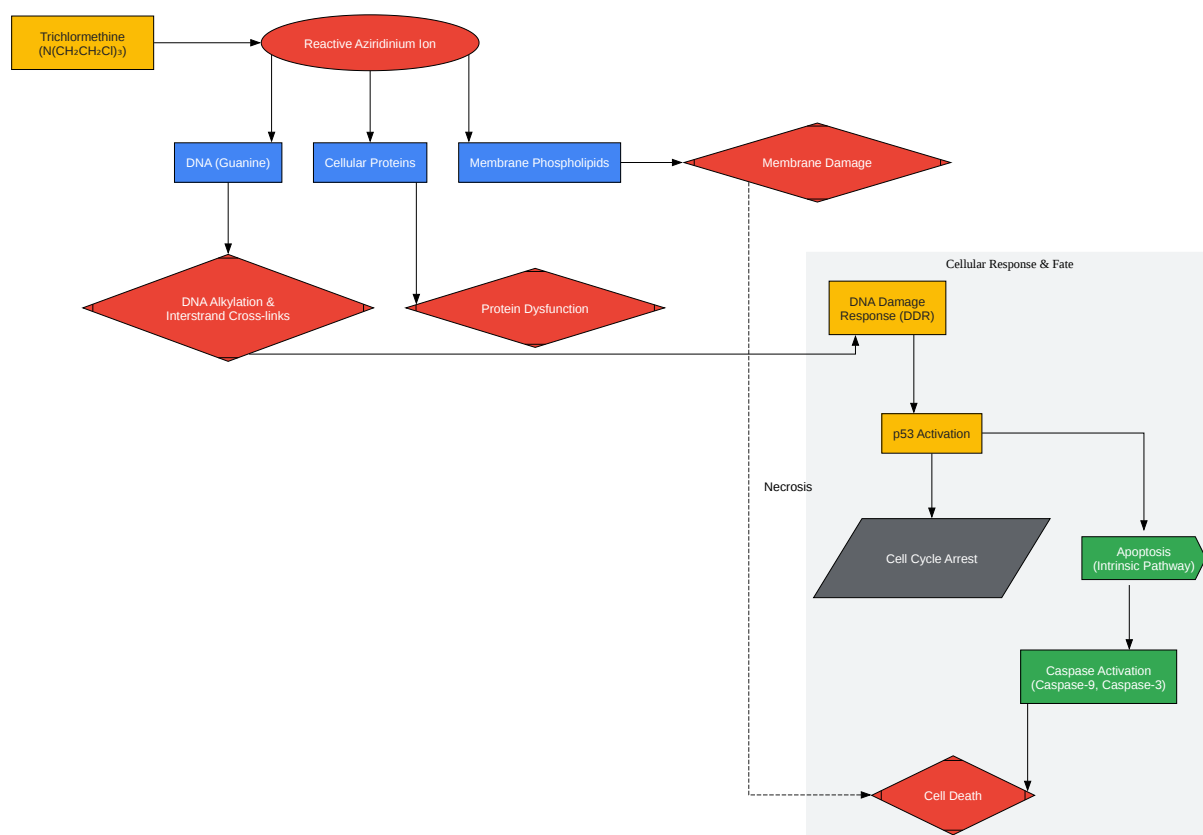 Trichlormethine
(N(CH₂CH₂Cl)₃)
Reactive Aziridinium Ion
DNA (Guanine)
Cellular Proteins
Membrane Phospholipids
Membrane Damage
Cellular Response & Fate
DNA Alkylation &
Interstrand Cross-links
Protein Dysfunction
DNA Damage
Response (DDR)
p53 Activation
Necrosis
Cell Cycle Arrest
Apoptosis
(Intrinsic Pathway)
Caspase Activation
(Caspase-9, Caspase-3)
Cell Death